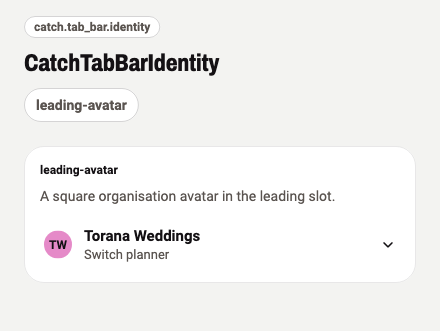 catch.tab_bar.identity
CatchTabBarIdentity
leading-avatar
leading-avatar
A square organisation avatar in the leading slot.
TW
Torana Weddings
Switch planner